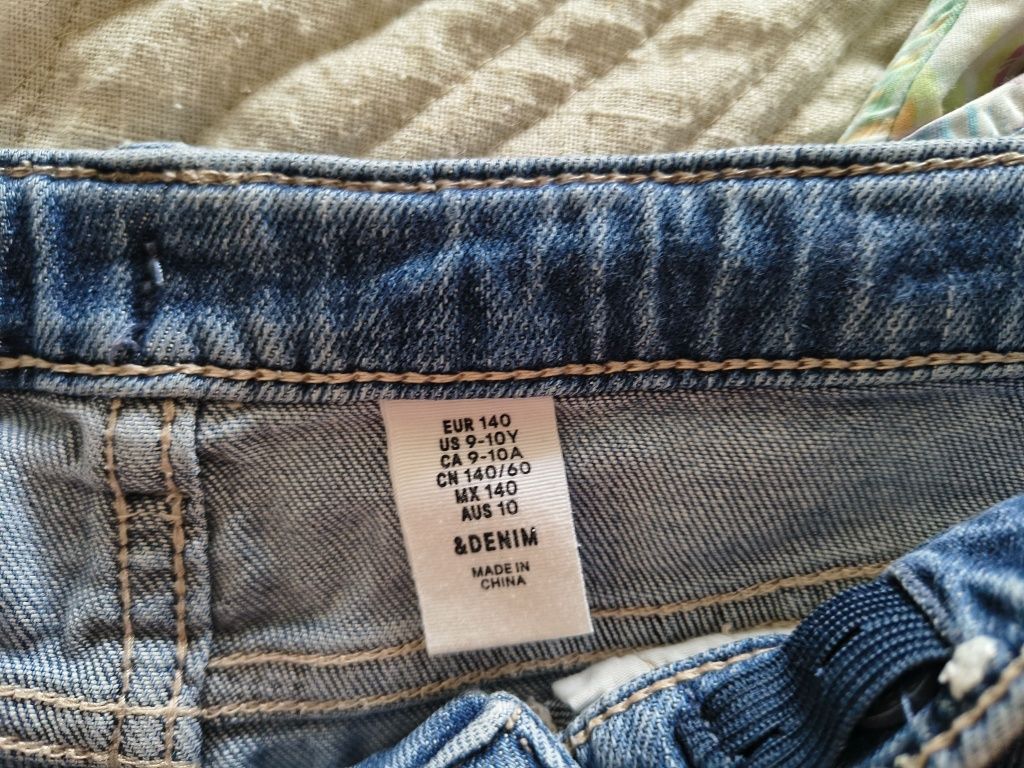 EUR 140
US 9-10Y
CA 9-10A
CN 140/60
MX 140
AUS 10
&DENIM
MADE IN
CHINA